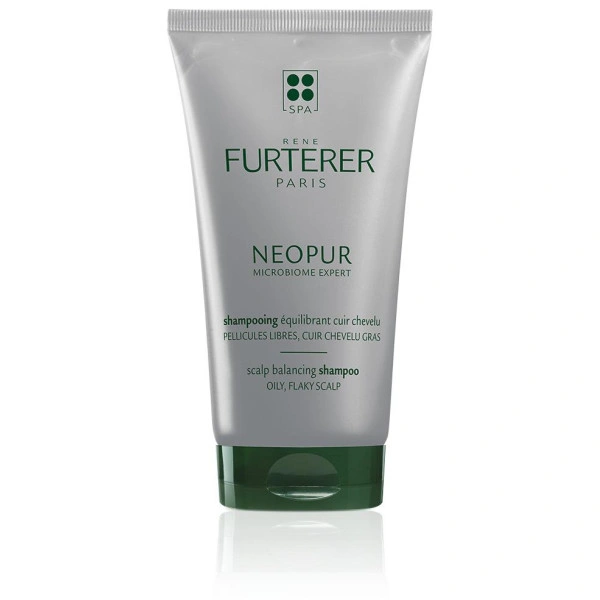 SPA
RENE
FURTERER
PARIS
NEOPUR
MICROBIOME EXPERT
shampooing équilibrant cuir chevelu
PELLICULES LIBRES, CUIR CHEVELU GRAS
scalp balancing shampoo
OILY, FLAKY SCALP